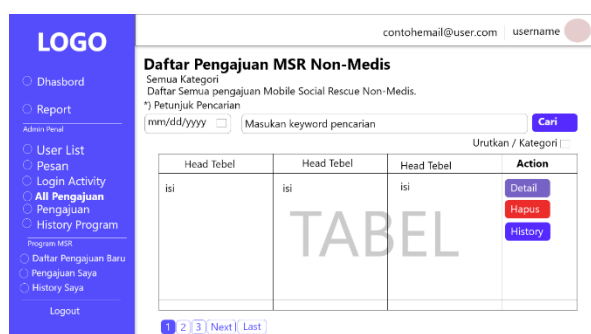 LOGO
Dhasbord
Report
Admin Penal
User List
Pesan
Login Activity
All Pengajuan
Pengajuan
History Program
Program MSR
Daftar Pengajuan Baru
Pengajuan Saya
History Saya
Logout
contohemail@user.com username
Daftar Pengajuan MSR Non-Medis
Semua Kategori
Daftar Semua pengajuan Mobile Social Rescue Non-Medis.
*) Petunjuk Pencarian
mm/dd/yyyy Masukan keyword pencarian Cari
Urutkan / Kategori
Head Tebel Head Tebel Head Tebel Action
isi isi isi Detail
Hapus
History
TABEL
1 2 3 Next Last